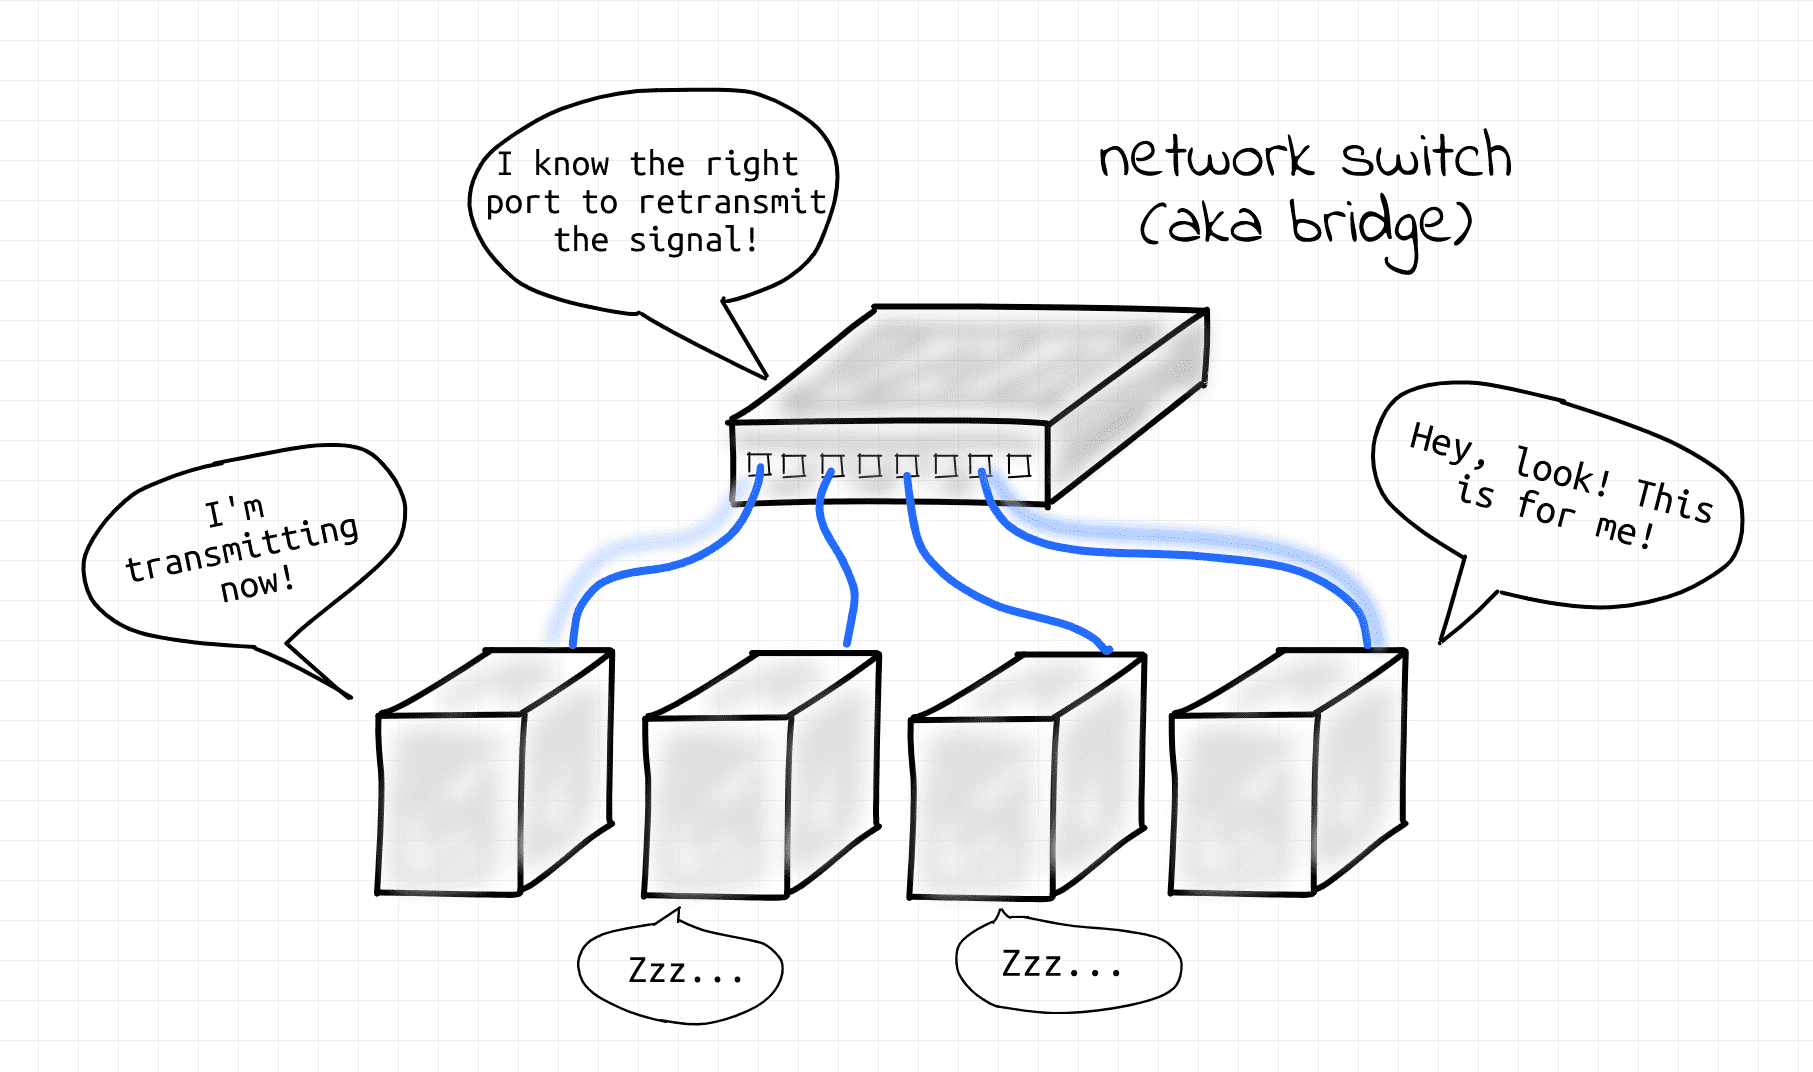 I know the right
port to retransmit
the signal!
network switch
(aka bridge)
I'm
transmitting
now!
Hey, look! This
is for me!
Zzz...
Zzz...